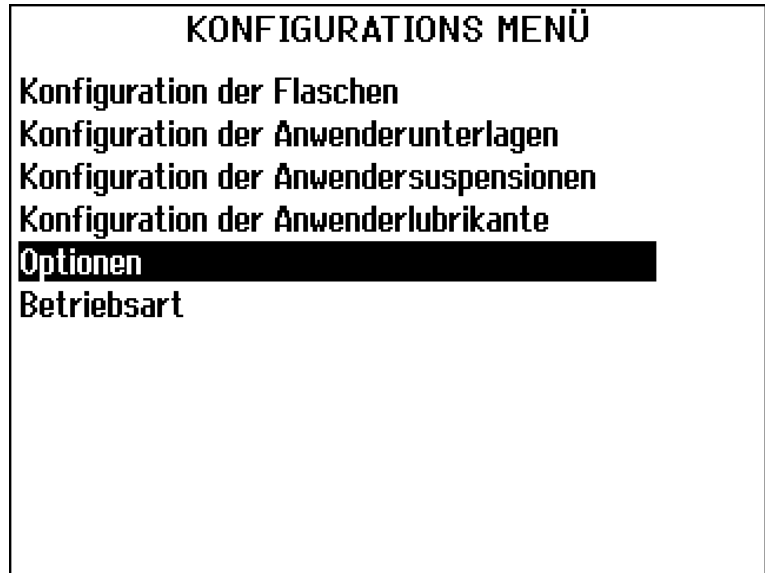 KONFIGURATIONS MENÜ
Konfiguration der Flaschen
Konfiguration der Anwenderunterlagen
Konfiguration der Anwendersuspensionen
Konfiguration der Anwenderlubrikante
Optionen
Betriebsart